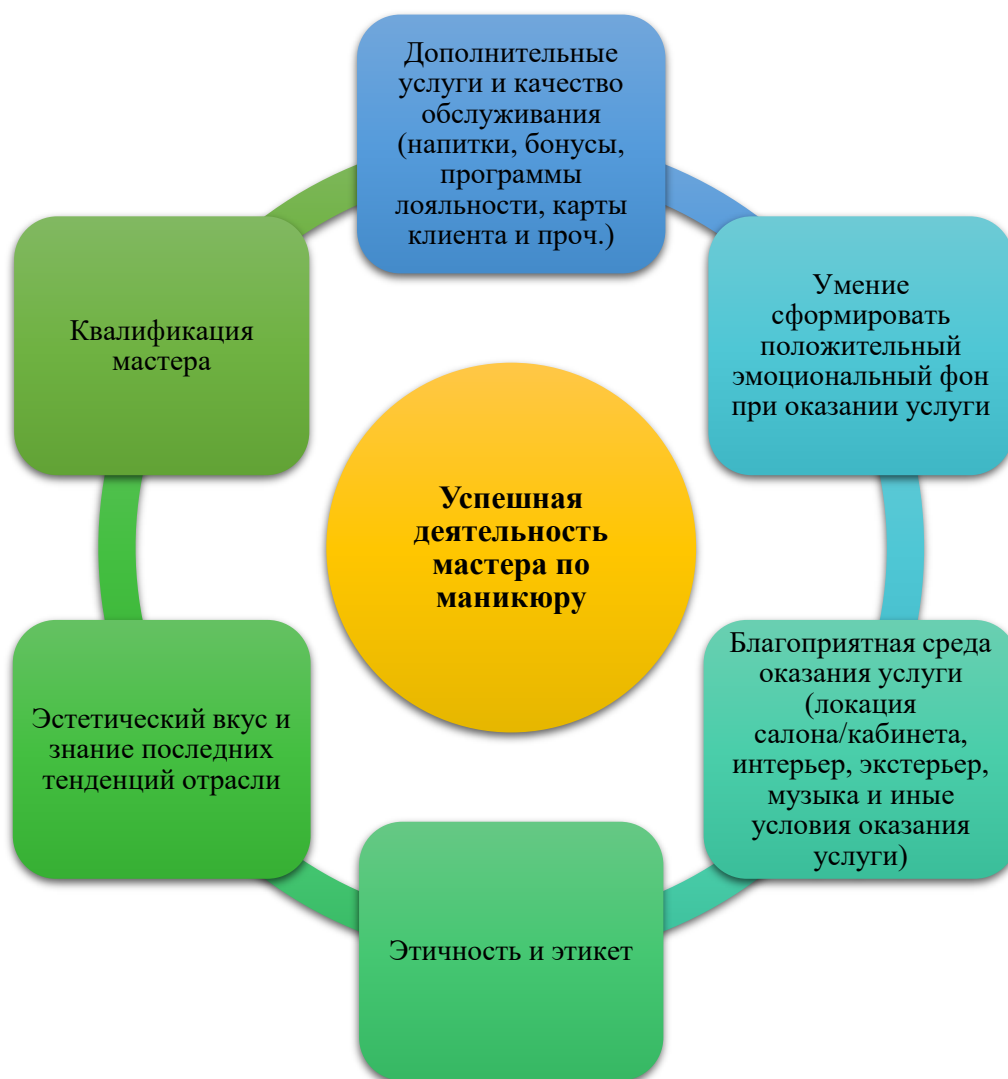 Дополнительные
услуги и качество
обслуживания
(напитки, бонусы,
программы
лояльности, карты
клиента и проч.)
Умение
сформировать
положительный
эмоциональный фон
при оказании услуги
Благоприятная среда
оказания услуги
(локация
салона/кабинета,
интерьер, экстерьер,
музыка и иные
условия оказания
услуги)
Этичность и этикет
Эстетический вкус и
знание последних
тенденций отрасли
Квалификация
мастера
Успешная
деятельность
мастера по
маникюру